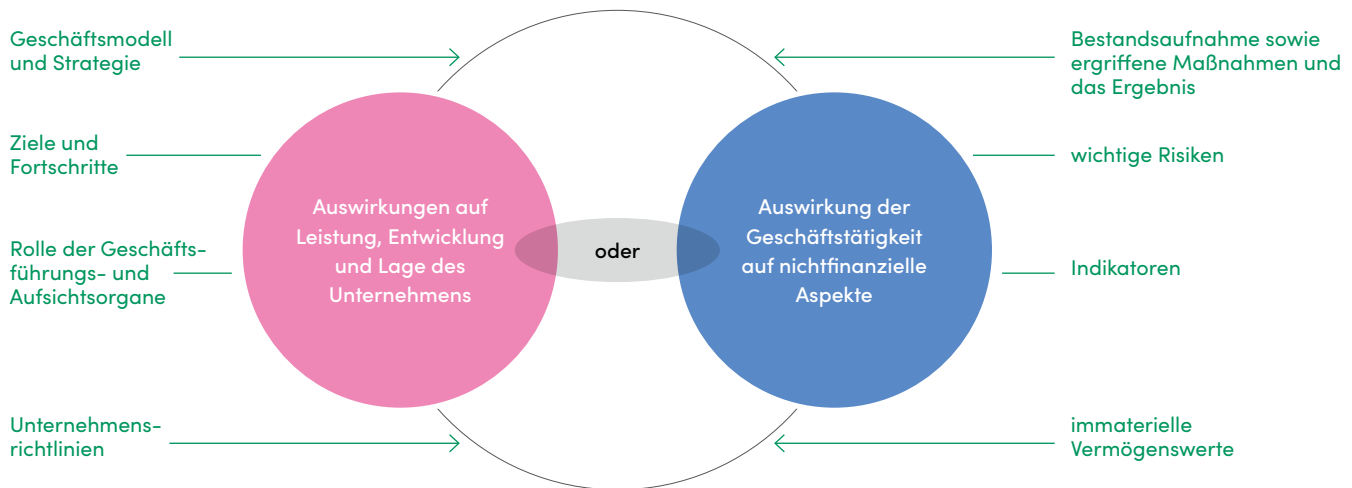 Geschäftsmodell
und Strategie
Ziele und
Fortschritte
Rolle der Geschäfts-
führungs- und
Aufsichtsorgane
Unternehmens-
richtlinien
Auswirkungen auf
Leistung, Entwicklung
und Lage des
Unternehmens
oder
Auswirkung der
Geschäftstätigkeit
auf nichtfinanzielle
Aspekte
Bestandsaufnahme sowie
ergriffene Maßnahmen und
das Ergebnis
wichtige Risiken
Indikatoren
immaterielle
Vermögenswerte